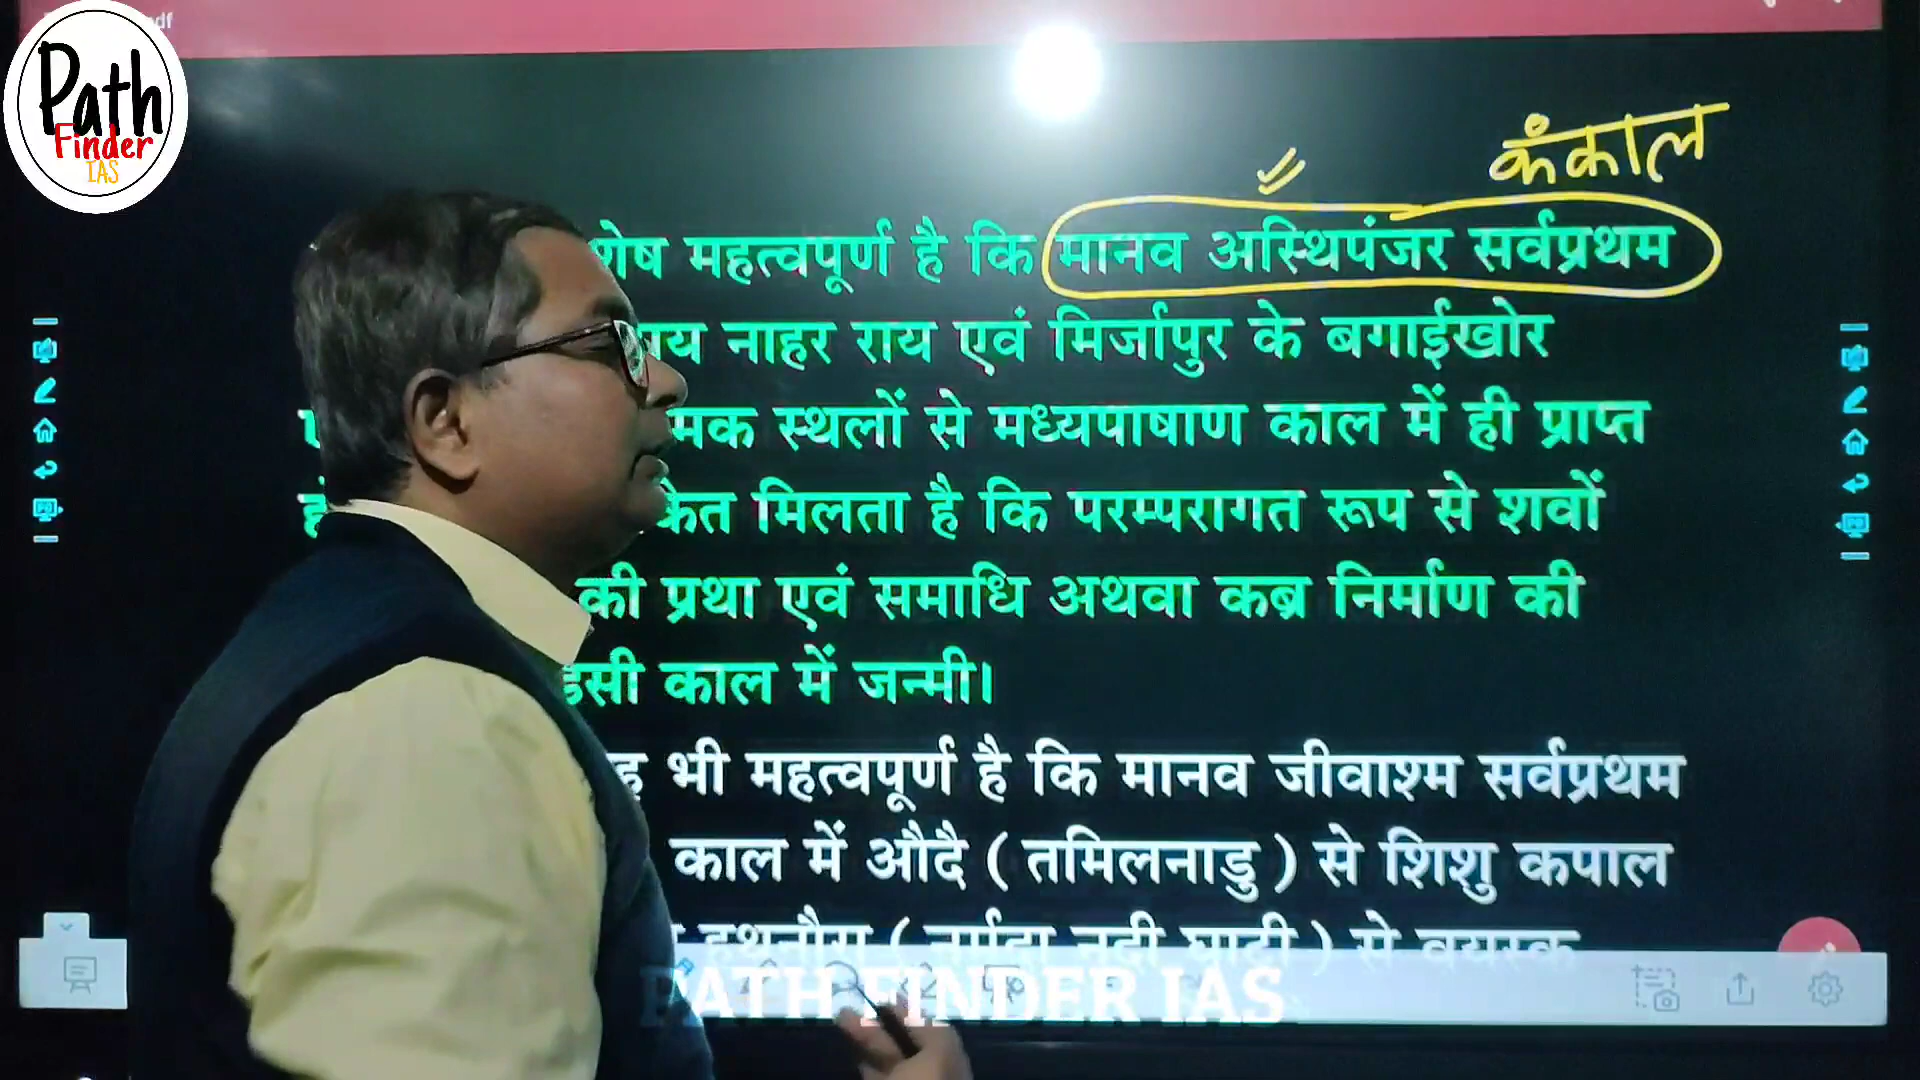 Path
Finder
IAS
कंकाल
महत्वपूर्ण है कि मानव अस्थिपंजर सर्वप्रथम
नाहर राय एवं मिर्जापुर के बगाईखोर
स्थलों से मध्यपाषाण काल में ही प्राप्त
मिलता है कि परम्परागत रूप से शवों
की प्रथा एवं समाधि अथवा कब्र निर्माण की
काल में जन्मी।
भी महत्वपूर्ण है कि मानव जीवाश्म सर्वप्रथम
काल में औदै ( तमिलनाडु ) से शिशु कपाल
PATH FINDER IAS